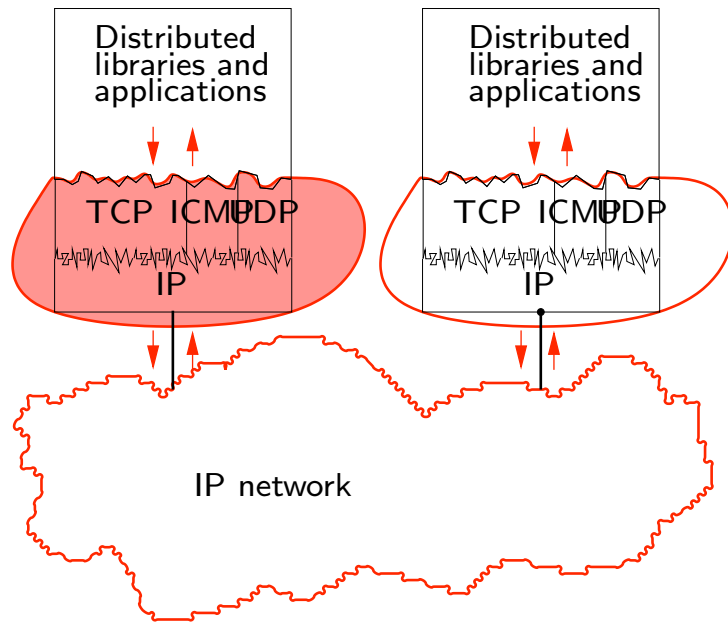 Distributed
libraries and
applications
Distributed
libraries and
applications
TCP ICMP UDP
TCP ICMP UDP
IP
IP
IP network